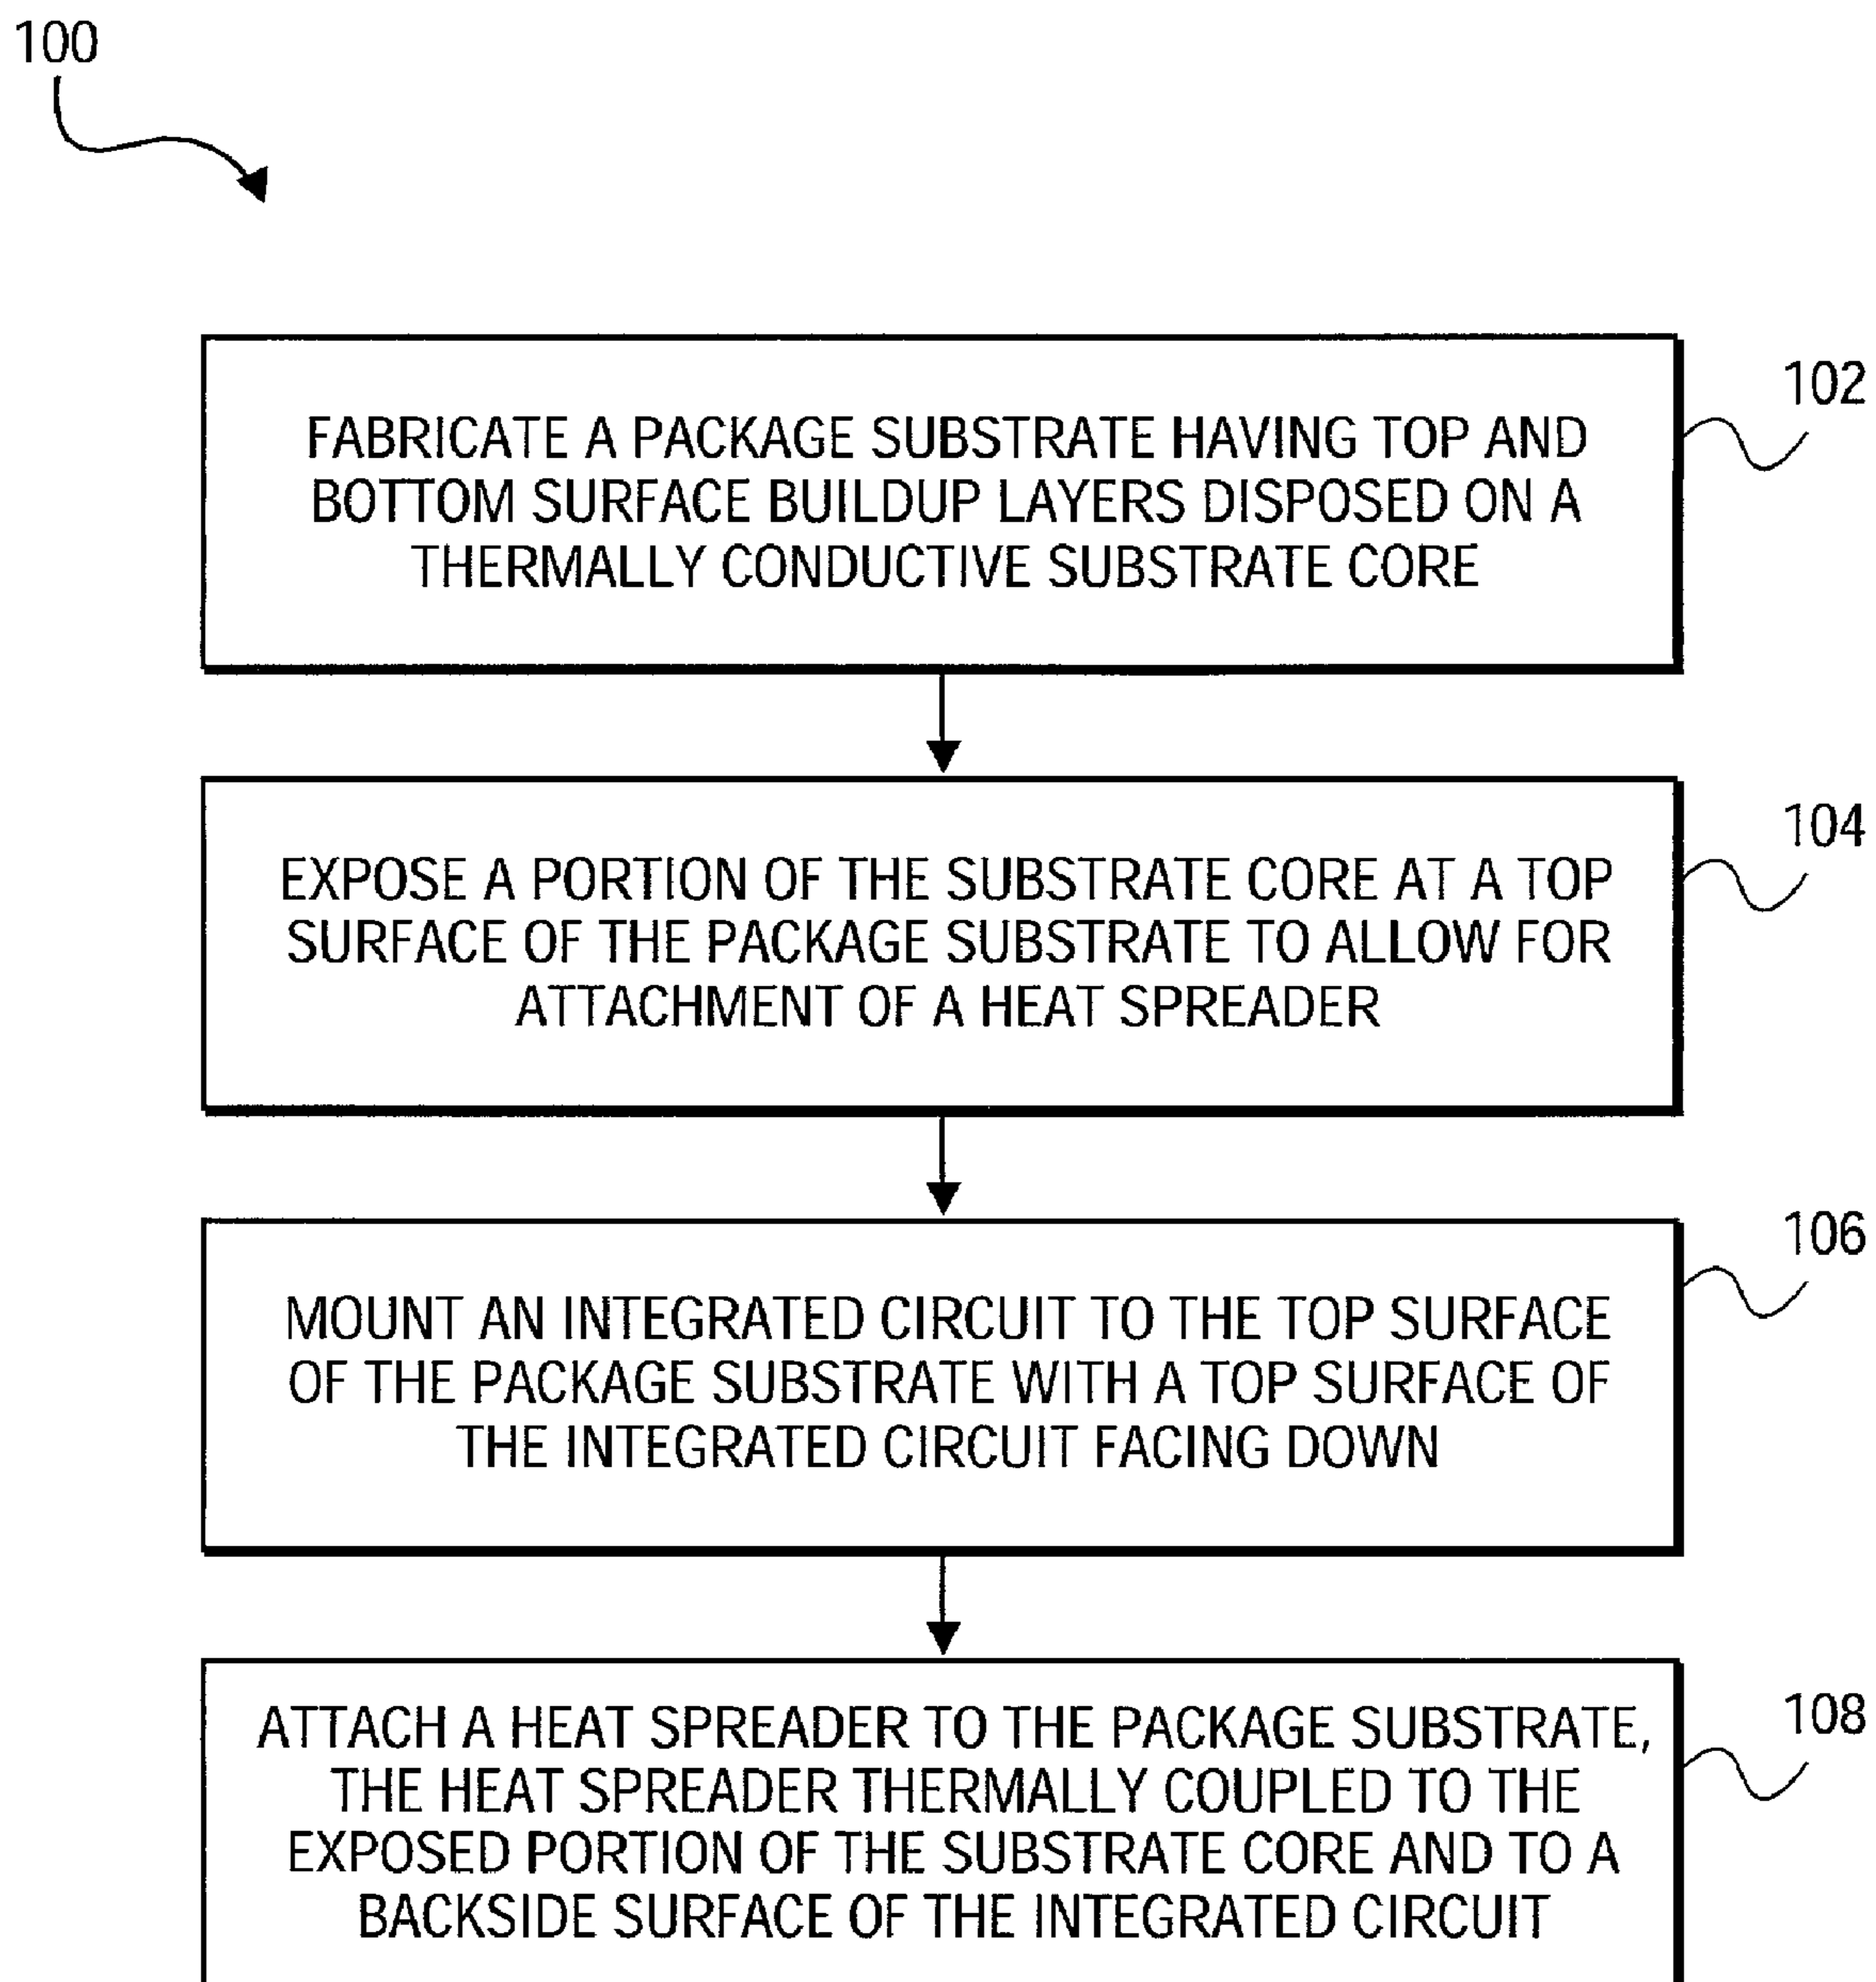 100
102
FABRICATE A PACKAGE SUBSTRATE HAVING TOP AND
BOTTOM SURFACE BUILDUP LAYERS DISPOSED ON A
THERMALLY CONDUCTIVE SUBSTRATE CORE
104
EXPOSE A PORTION OF THE SUBSTRATE CORE AT A TOP
SURFACE OF THE PACKAGE SUBSTRATE TO ALLOW FOR
ATTACHMENT OF A HEAT SPREADER
106
MOUNT AN INTEGRATED CIRCUIT TO THE TOP SURFACE
OF THE PACKAGE SUBSTRATE WITH A TOP SURFACE OF
THE INTEGRATED CIRCUIT FACING DOWN
108
ATTACH A HEAT SPREADER TO THE PACKAGE SUBSTRATE,
THE HEAT SPREADER THERMALLY COUPLED TO THE
EXPOSED PORTION OF THE SUBSTRATE CORE AND TO A
BACKSIDE SURFACE OF THE INTEGRATED CIRCUIT